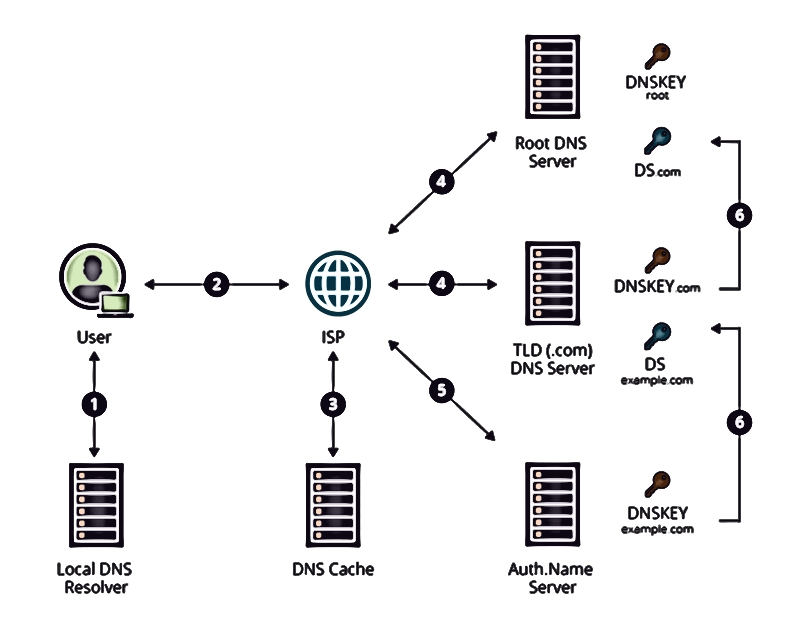 DNSKEY
root
Root DNS
Server
DS.com
4
6
User
2
ISP
4
TLD (.com)
DNS Server
DNSKEY.com
DS
example.com
1
3
5
6
Local DNS
Resolver
DNS Cache
Auth.Name
Server
DNSKEY
example.com